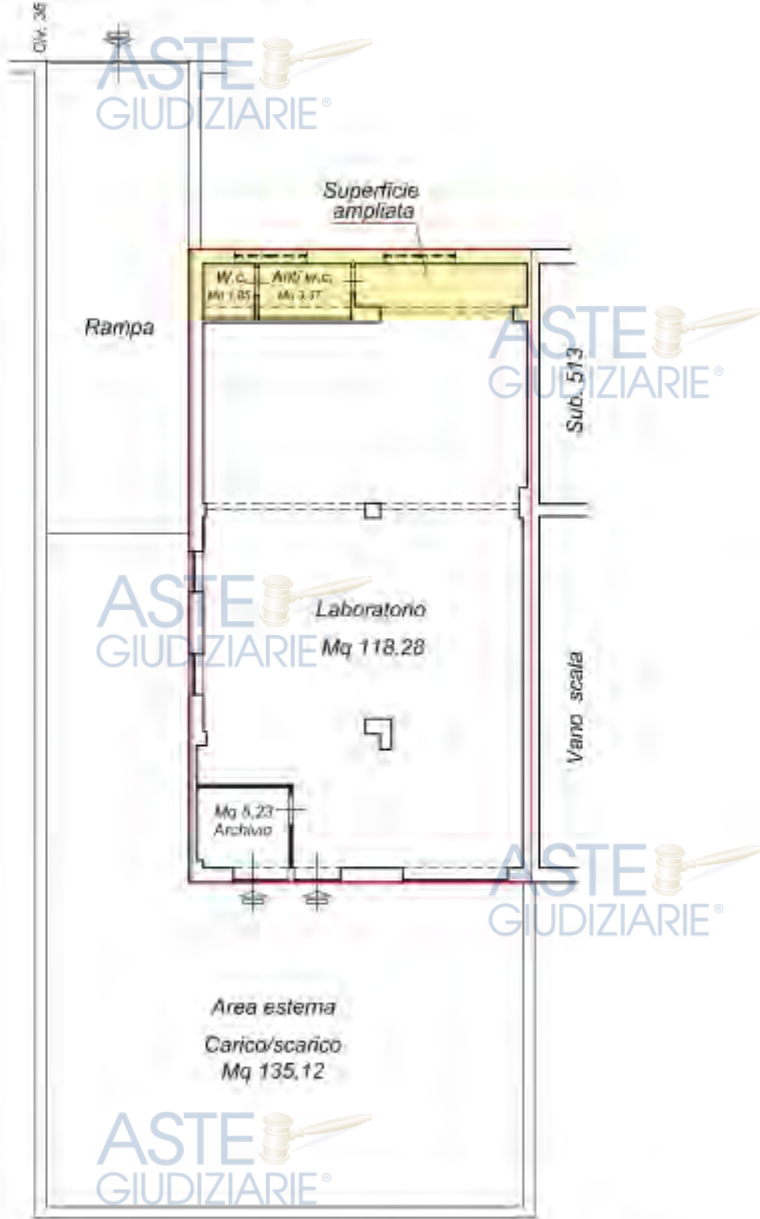 Civ. 36
ASTE
GIUDIZIARIE®
Superficie
ampliata
W.c. Anti w.c.
Mq 1,85 Mq 3,37
Rampa
ASTE
GIUDIZIARIE®
Sub. 513
ASTE
GIUDIZIARIE
Laboratorio
Mq 118,28
Vano scala
Mq 5,23
Archivio
ASTE
GIUDIZIARIE®
Area esterna
Carico/scarico
Mq 135,12
ASTE
GIUDIZIARIE®